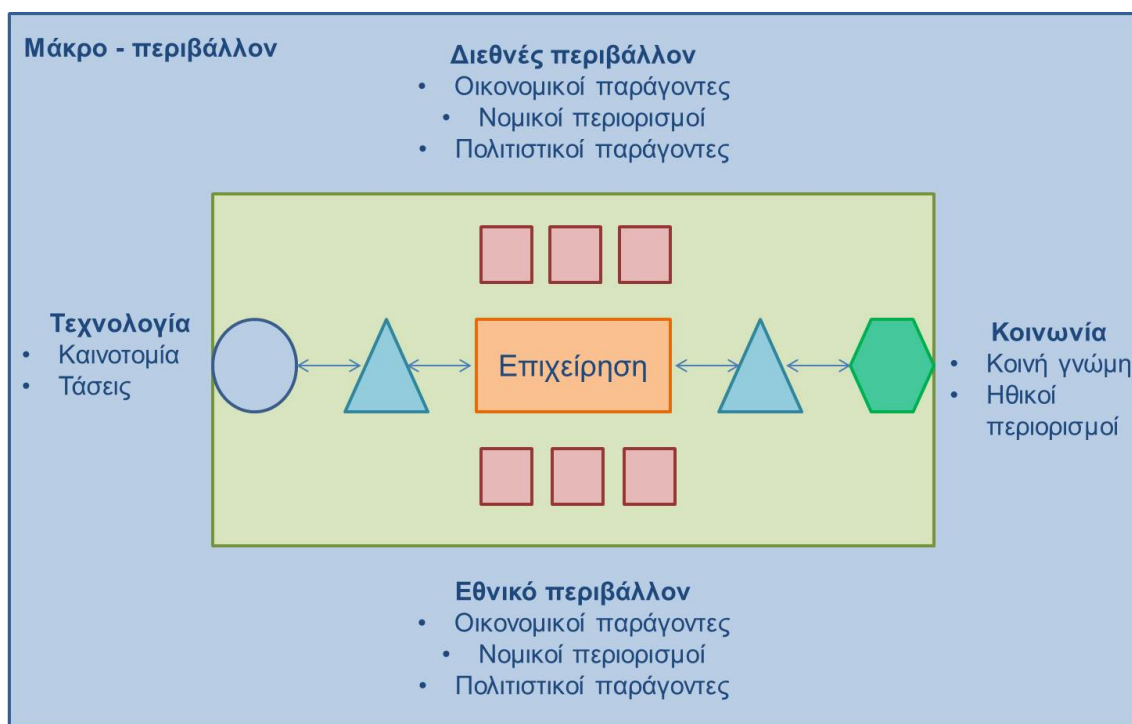 Μάκρο - περιβάλλον
Διεθνές περιβάλλον
• Οικονομικοί παράγοντες
• Νομικοί περιορισμοί
• Πολιτιστικοί παράγοντες
Τεχνολογία
• Καινοτομία
• Τάσεις
Επιχείρηση
Κοινωνία
• Κοινή γνώμη
• Ηθικοί
περιορισμοί
Εθνικό περιβάλλον
• Οικονομικοί παράγοντες
• Νομικοί περιορισμοί
• Πολιτιστικοί παράγοντες